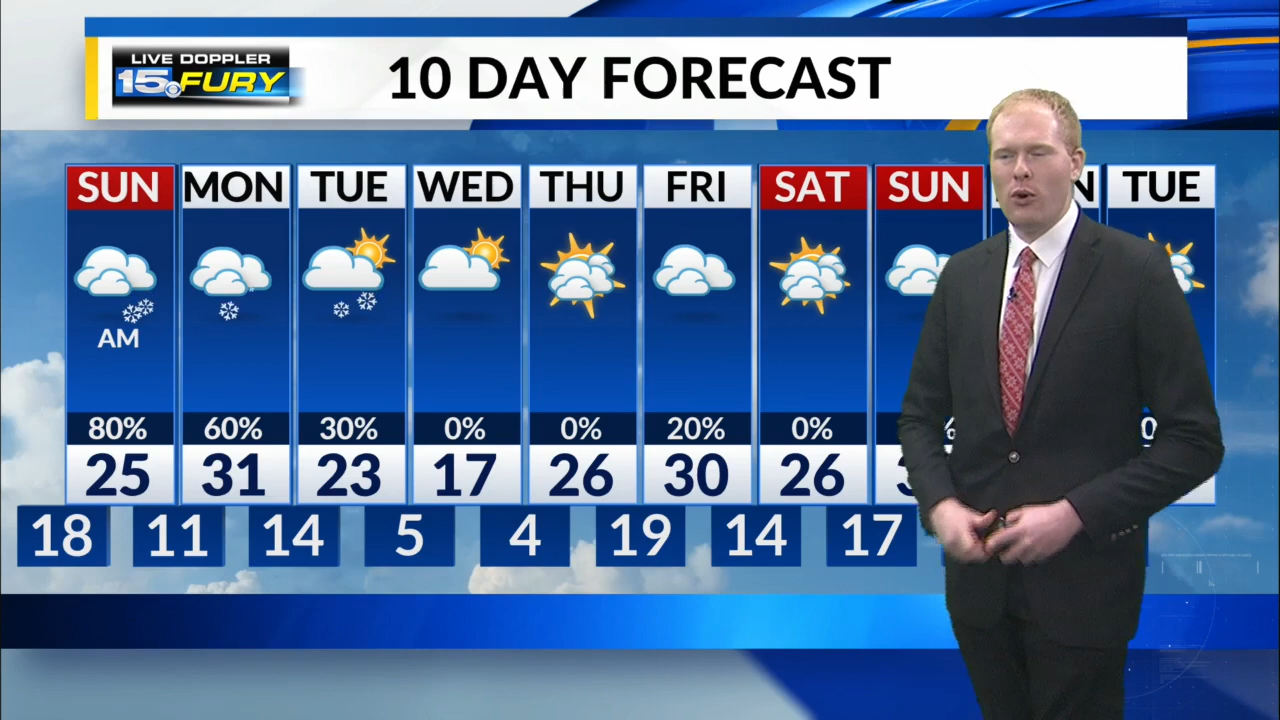 LIVE DOPPLER
15 FURY
10 DAY FORECAST
SUN MON TUE WED THU FRI SAT SUN TUE
AM
80% 60% 30% 0% 0% 20% 0%
25 31 23 17 26 30 26
18 11 14 5 4 19 14 17